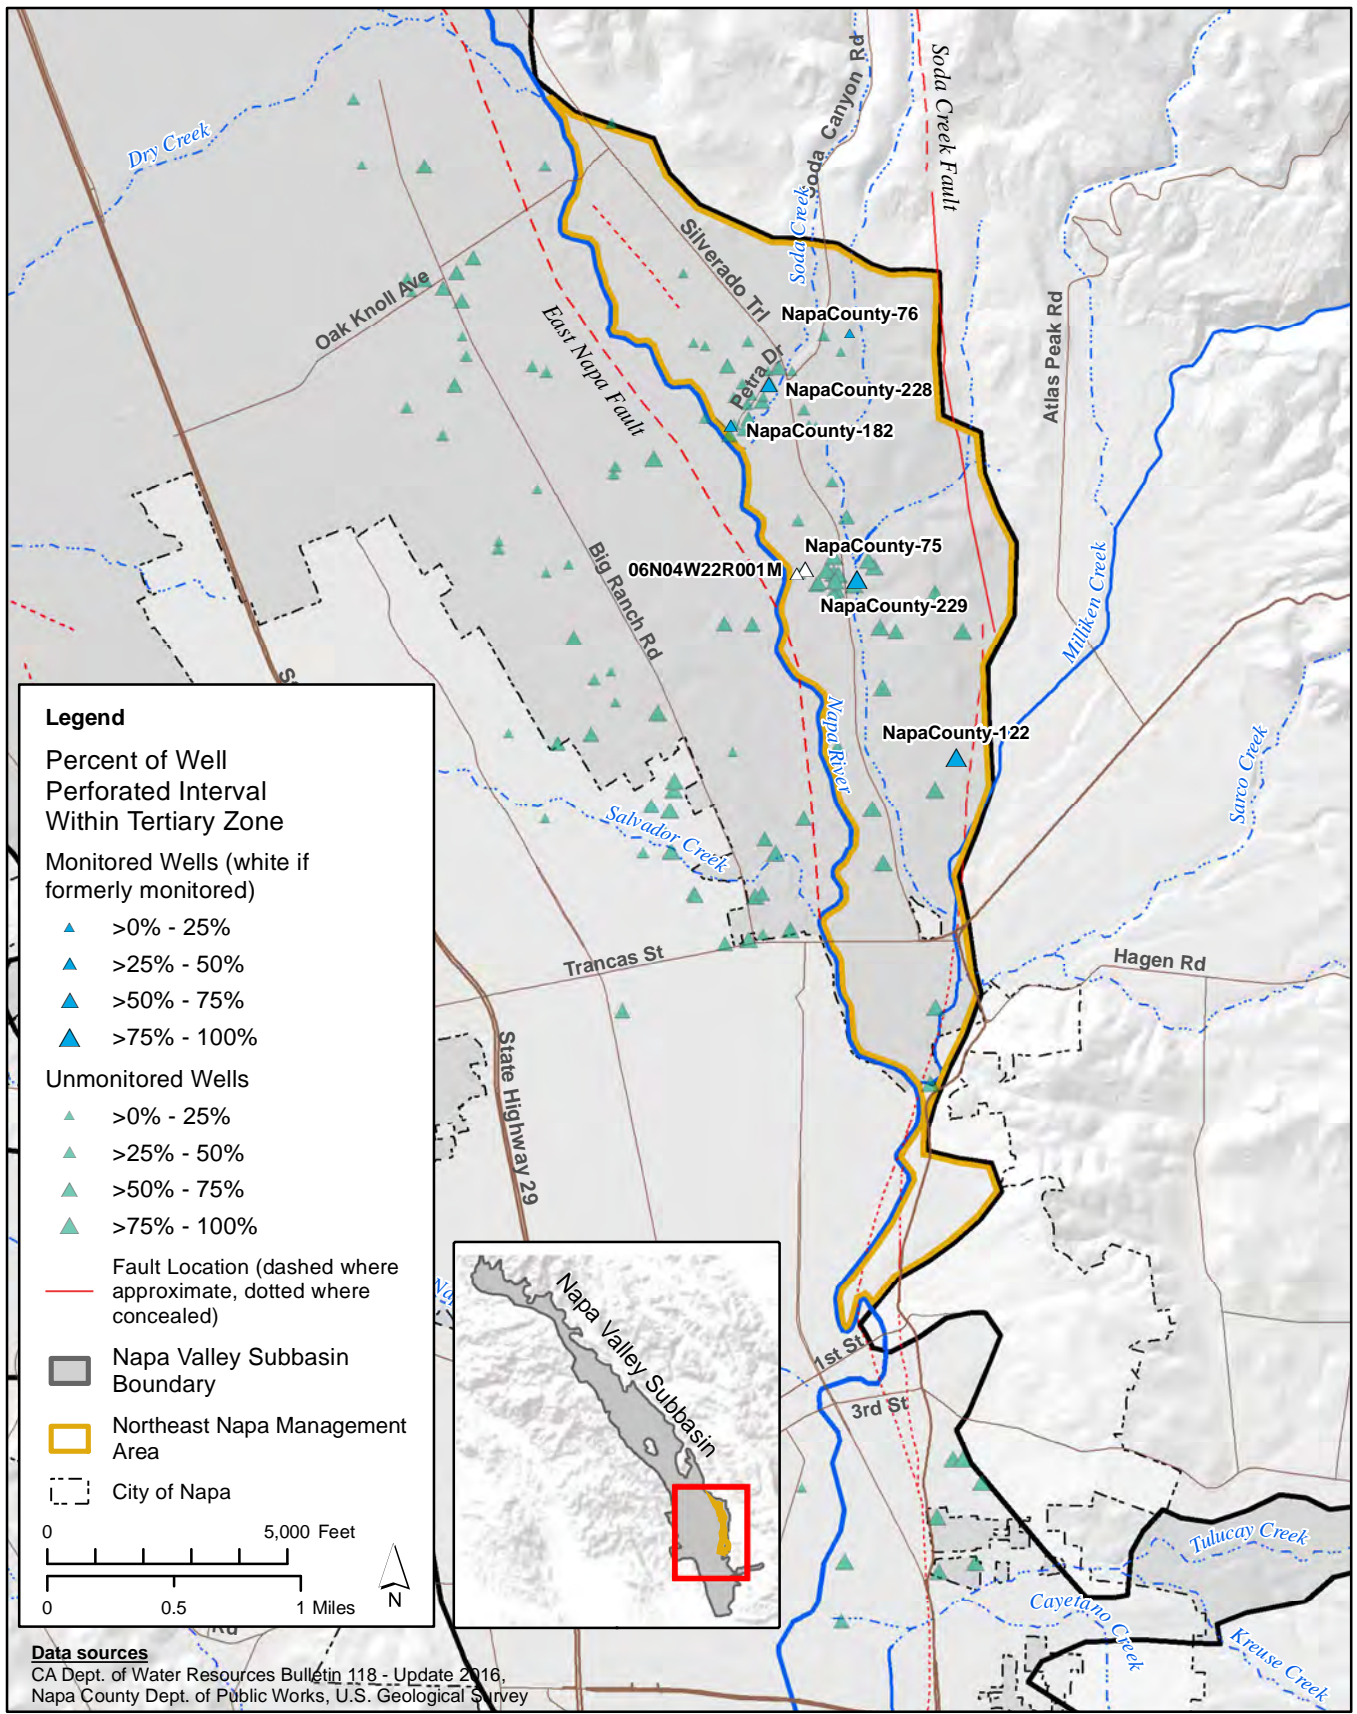 Dry Creek
Soda Canyon Rd
Soda Creek Fault
Soda Creek
Silverado Trl
Oak Knoll Ave
East Napa Fault
NapaCounty-76
Petra Dr
NapaCounty-228
NapaCounty-182
Atlas Peak Rd
NapaCounty-75
06N04W22R001M
NapaCounty-229
Big Ranch Rd
Milliken Creek
Napa River
NapaCounty-122
Sarco Creek
Salvador Creek
Trancas St
Hagen Rd
State Highway 29
1st St
3rd St
Tulucay Creek
Cayetano Creek
Kreuse Creek
Legend
Percent of Well
Perforated Interval
Within Tertiary Zone
Monitored Wells (white if
formerly monitored)
>0% - 25%
>25% - 50%
>50% - 75%
>75% - 100%
Unmonitored Wells
>0% - 25%
>25% - 50%
>50% - 75%
>75% - 100%
Fault Location (dashed where
approximate, dotted where
concealed)
Napa Valley Subbasin
Boundary
Northeast Napa Management
Area
City of Napa
0 5,000 Feet
0 0.5 1 Miles
N
Napa Valley Subbasin
Rd
Data sources
CA Dept. of Water Resources Bulletin 118 - Update 2016,
Napa County Dept. of Public Works, U.S. Geological Survey